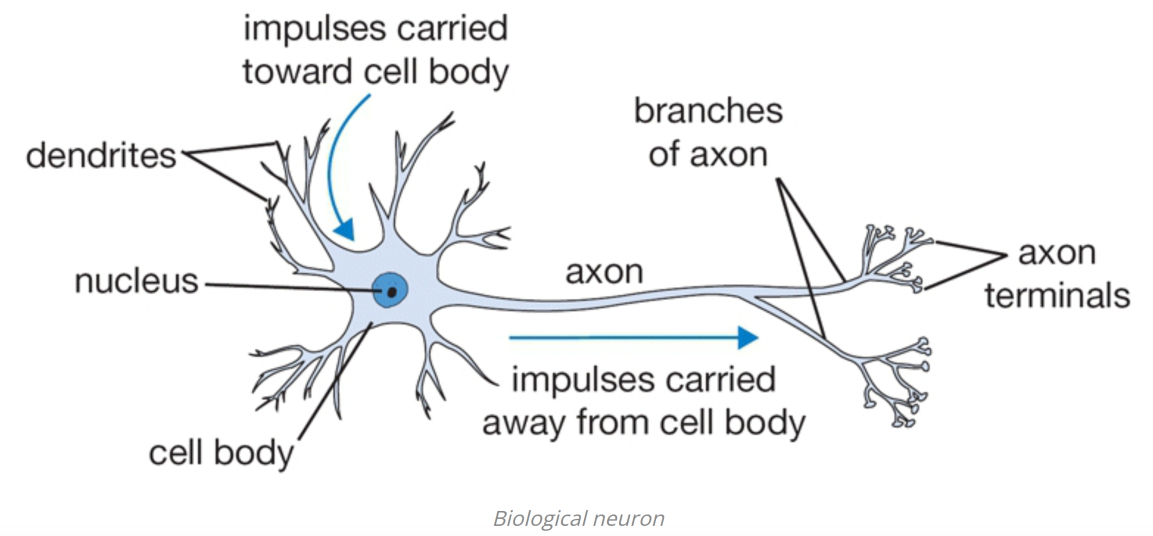 impulses carried
toward cell body
branches
of axon
dendrites
axon
terminals
nucleus
axon
impulses carried
away from cell body
cell body
Biological neuron